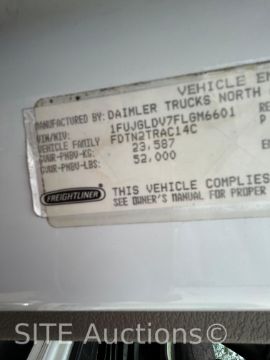 VEHICLE E
MANUFACTURED BY: DAIMLER TRUCKS NORTH
VIN/NIV: 1FUJGLDV7FLGM6601
VEHICLE FAMILY FDTN2TRAC14C
GVWR-PNBV-KG: 23,587
GVWR-PNBV-LBS: 52,000
FREIGHTLINER
THIS VEHICLE COMPLIES
SEE OWNER'S MANUAL FOR PROPER
SITE Auctions.com